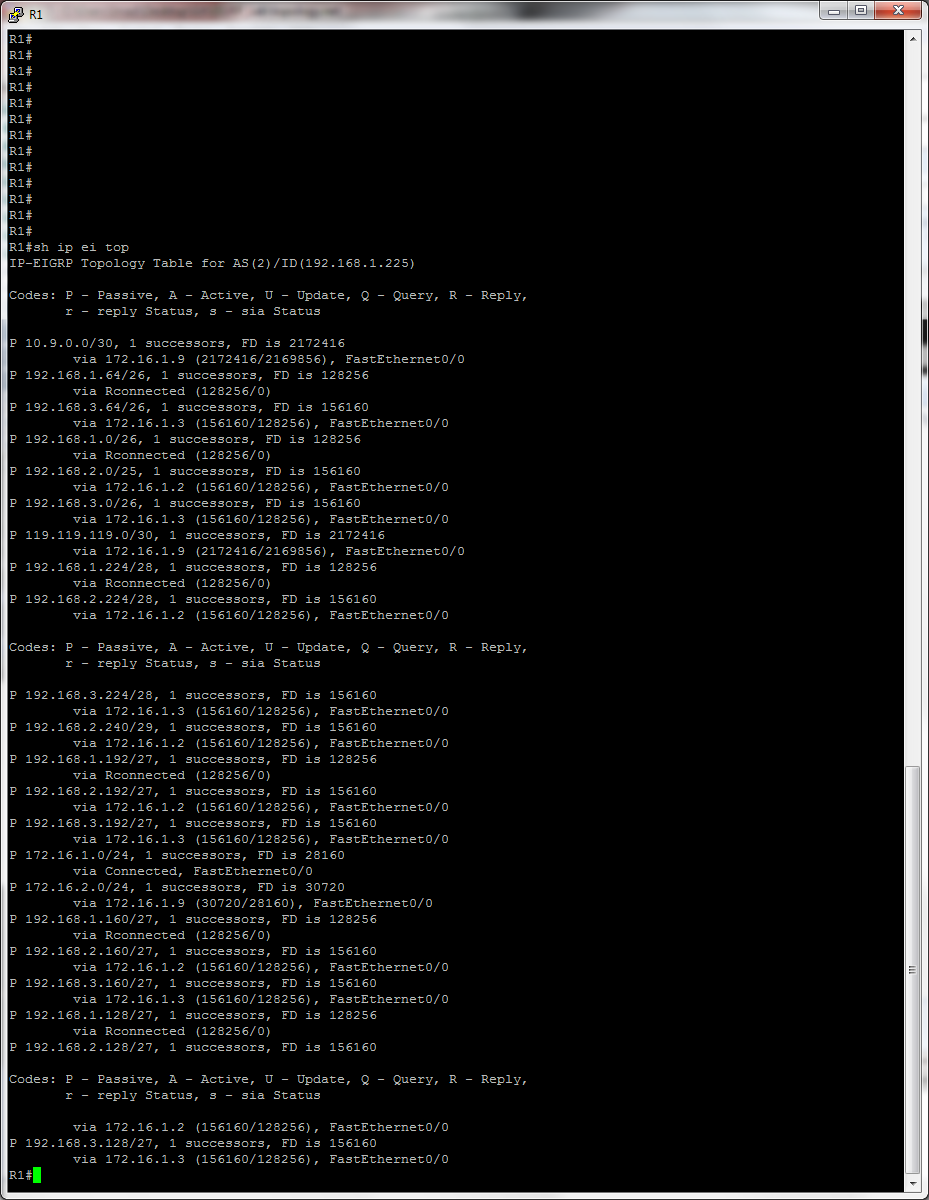 R1
R1#
R1#
R1#
R1#
R1#
R1#
R1#
R1#
R1#
R1#
R1#
R1#
R1#
R1#sh ip ei top
IP-EIGRP Topology Table for AS(2)/ID(192.168.1.225)
Codes: P - Passive, A - Active, U - Update, Q - Query, R - Reply,
r - reply Status, s - sia Status
P 10.9.0.0/30, 1 successors, FD is 2172416
via 172.16.1.9 (2172416/2169856), FastEthernet0/0
P 192.168.1.64/26, 1 successors, FD is 128256
via Rconnected (128256/0)
P 192.168.3.64/26, 1 successors, FD is 156160
via 172.16.1.3 (156160/128256), FastEthernet0/0
P 192.168.1.0/26, 1 successors, FD is 128256
via Rconnected (128256/0)
P 192.168.2.0/25, 1 successors, FD is 156160
via 172.16.1.2 (156160/128256), FastEthernet0/0
P 192.168.3.0/26, 1 successors, FD is 156160
via 172.16.1.3 (156160/128256), FastEthernet0/0
P 119.119.119.0/30, 1 successors, FD is 2172416
via 172.16.1.9 (2172416/2169856), FastEthernet0/0
P 192.168.1.224/28, 1 successors, FD is 128256
via Rconnected (128256/0)
P 192.168.2.224/28, 1 successors, FD is 156160
via 172.16.1.2 (156160/128256), FastEthernet0/0
Codes: P - Passive, A - Active, U - Update, Q - Query, R - Reply,
r - reply Status, s - sia Status
P 192.168.3.224/28, 1 successors, FD is 156160
via 172.16.1.3 (156160/128256), FastEthernet0/0
P 192.168.2.240/29, 1 successors, FD is 156160
via 172.16.1.2 (156160/128256), FastEthernet0/0
P 192.168.1.192/27, 1 successors, FD is 128256
via Rconnected (128256/0)
P 192.168.2.192/27, 1 successors, FD is 156160
via 172.16.1.2 (156160/128256), FastEthernet0/0
P 192.168.3.192/27, 1 successors, FD is 156160
via 172.16.1.3 (156160/128256), FastEthernet0/0
P 172.16.1.0/24, 1 successors, FD is 28160
via Connected, FastEthernet0/0
P 172.16.2.0/24, 1 successors, FD is 30720
via 172.16.1.9 (30720/28160), FastEthernet0/0
P 192.168.1.160/27, 1 successors, FD is 128256
via Rconnected (128256/0)
P 192.168.2.160/27, 1 successors, FD is 156160
via 172.16.1.2 (156160/128256), FastEthernet0/0
P 192.168.3.160/27, 1 successors, FD is 156160
via 172.16.1.3 (156160/128256), FastEthernet0/0
P 192.168.1.128/27, 1 successors, FD is 128256
via Rconnected (128256/0)
P 192.168.2.128/27, 1 successors, FD is 156160
Codes: P - Passive, A - Active, U - Update, Q - Query, R - Reply,
r - reply Status, s - sia Status
via 172.16.1.2 (156160/128256), FastEthernet0/0
P 192.168.3.128/27, 1 successors, FD is 156160
via 172.16.1.3 (156160/128256), FastEthernet0/0
R1#